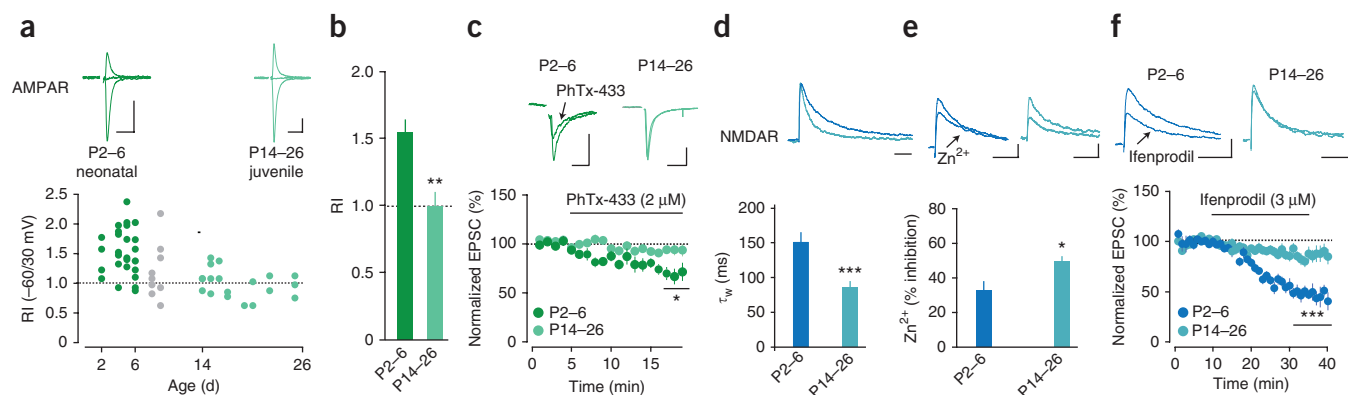 a
AMPAR
P2–6
neonatal
P14–26
juvenile
RI (–60/30 mV)
2.5
2.0
1.5
1.0
0.5
0
2
6
14
26
Age (d)
b
RI
2.0
1.5
1.0
0.5
0
**
P2–6
P14–26
c
P2–6
P14–26
PhTx-433
Normalized EPSC (%)
150
100
50
0
PhTx-433 (2 μM)
*
P2–6
P14–26
0
5
10
15
Time (min)
d
NMDAR
τw (ms)
200
150
100
50
0
***
P2–6
P14–26
e
Zn2+
Zn2+ (% inhibition)
80
60
40
20
0
*
P2–6
P14–26
f
P2–6
P14–26
Ifenprodil
Normalized EPSC (%)
150
100
50
0
Ifenprodil (3 μM)
***
P2–6
P14–26
0
10
20
30
40
Time (min)